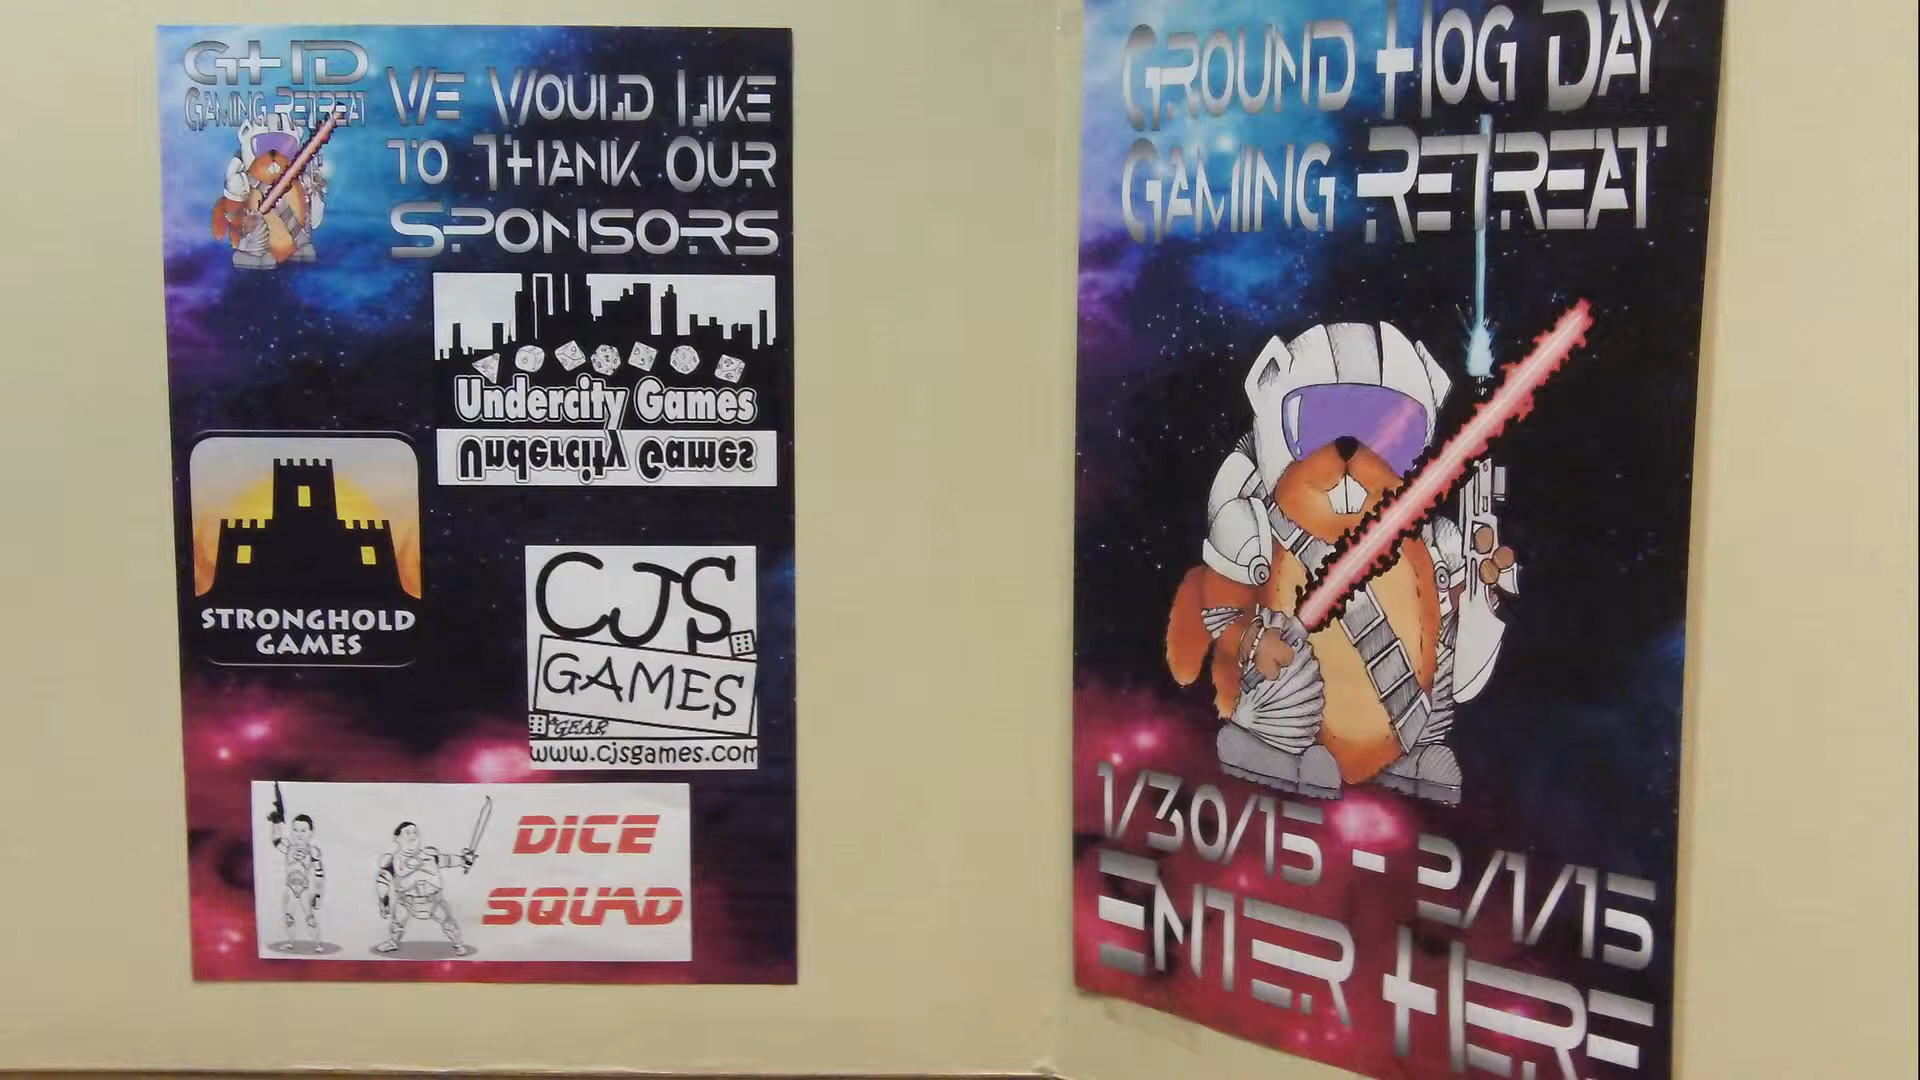 GHD
GAMING RETREAT
WE WOULD LIKE
TO THANK OUR
SPONSORS
Undercity Games
Undercity Games
STRONGHOLD
GAMES
CJS
GAMES
& GEAR
www.cjsgames.com
DICE
SQUAD
GROUND HOG DAY
GAMING RETREAT
1/30/15 - 2/1/15
ENTER HERE